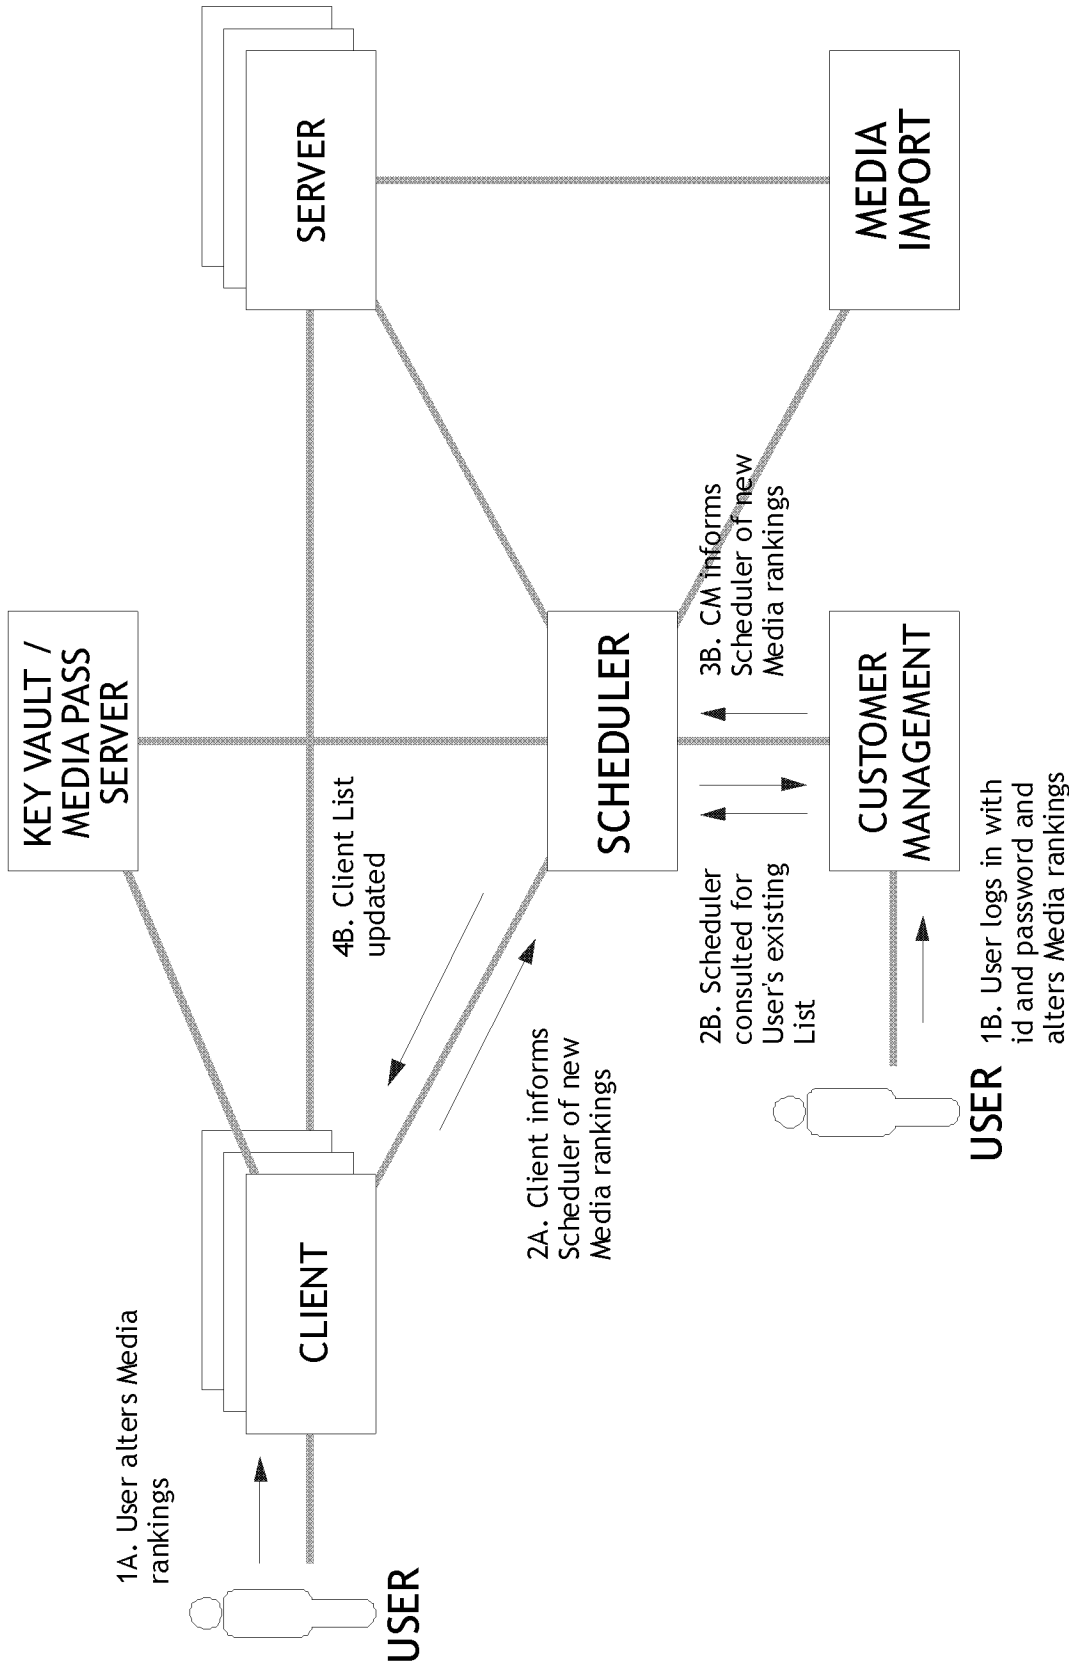 1A. User alters Media
rankings
USER
CLIENT
KEY VAULT /
MEDIA PASS
SERVER
SERVER
4B. Client List
updated
2A. Client informs
Scheduler of new
Media rankings
SCHEDULER
2B. Scheduler
consulted for
User's existing
List
3B. CM informs
Scheduler of new
Media rankings
USER
1B. User logs in with
id and password and
alters Media rankings
CUSTOMER
MANAGEMENT
MEDIA
IMPORT